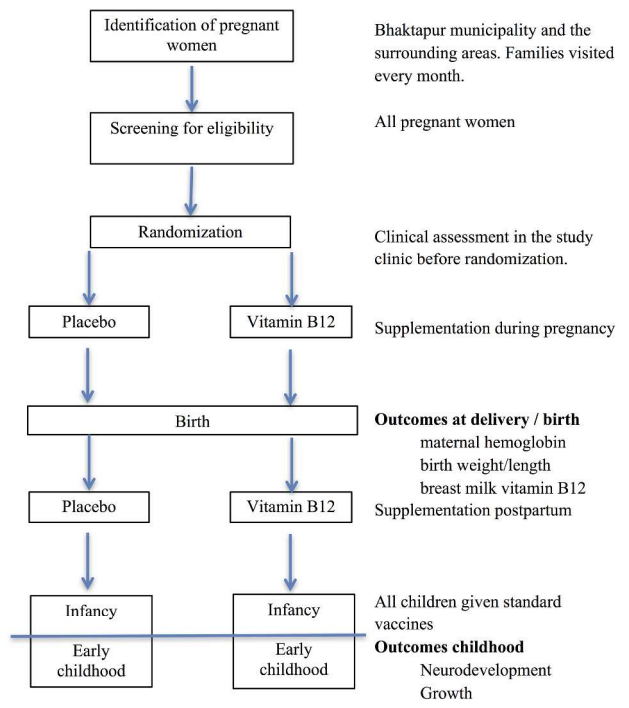 Identification of pregnant
women
Bhaktapur municipality and the
surrounding areas. Families visited
every month.
Screening for eligibility
All pregnant women
Randomization
Clinical assessment in the study
clinic before randomization.
Placebo
Vitamin B12
Supplementation during pregnancy
Birth
Outcomes at delivery / birth
maternal hemoglobin
birth weight/length
breast milk vitamin B12
Placebo
Vitamin B12
Supplementation postpartum
Infancy
Infancy
All children given standard
vaccines
Early
childhood
Early
childhood
Outcomes childhood
Neurodevelopment
Growth